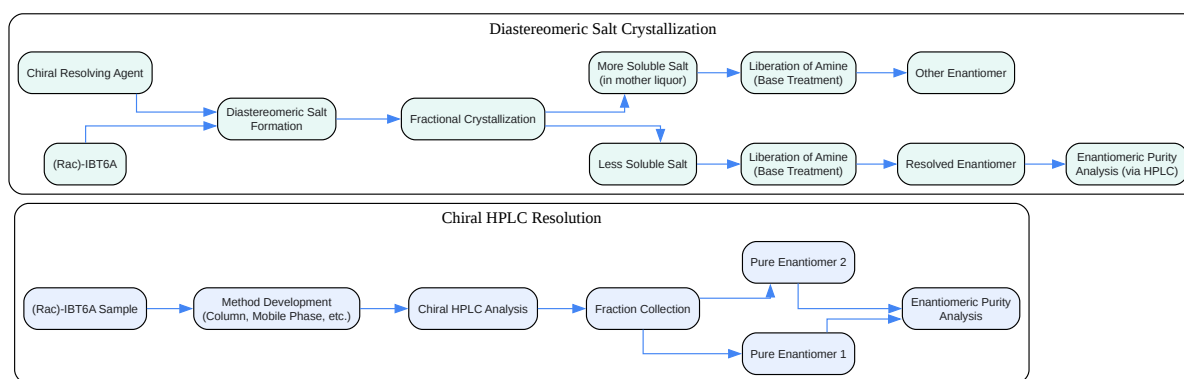 Diastereomeric Salt Crystallization
Chiral Resolving Agent
(Rac)-IBT6A
Diastereomeric Salt
Formation
Fractional Crystallization
More Soluble Salt
(in mother liquor)
Liberation of Amine
(Base Treatment)
Other Enantiomer
Less Soluble Salt
Liberation of Amine
(Base Treatment)
Resolved Enantiomer
Enantiomeric Purity
Analysis (via HPLC)
Chiral HPLC Resolution
(Rac)-IBT6A Sample
Method Development
(Column, Mobile Phase, etc.)
Chiral HPLC Analysis
Fraction Collection
Pure Enantiomer 2
Pure Enantiomer 1
Enantiomeric Purity
Analysis